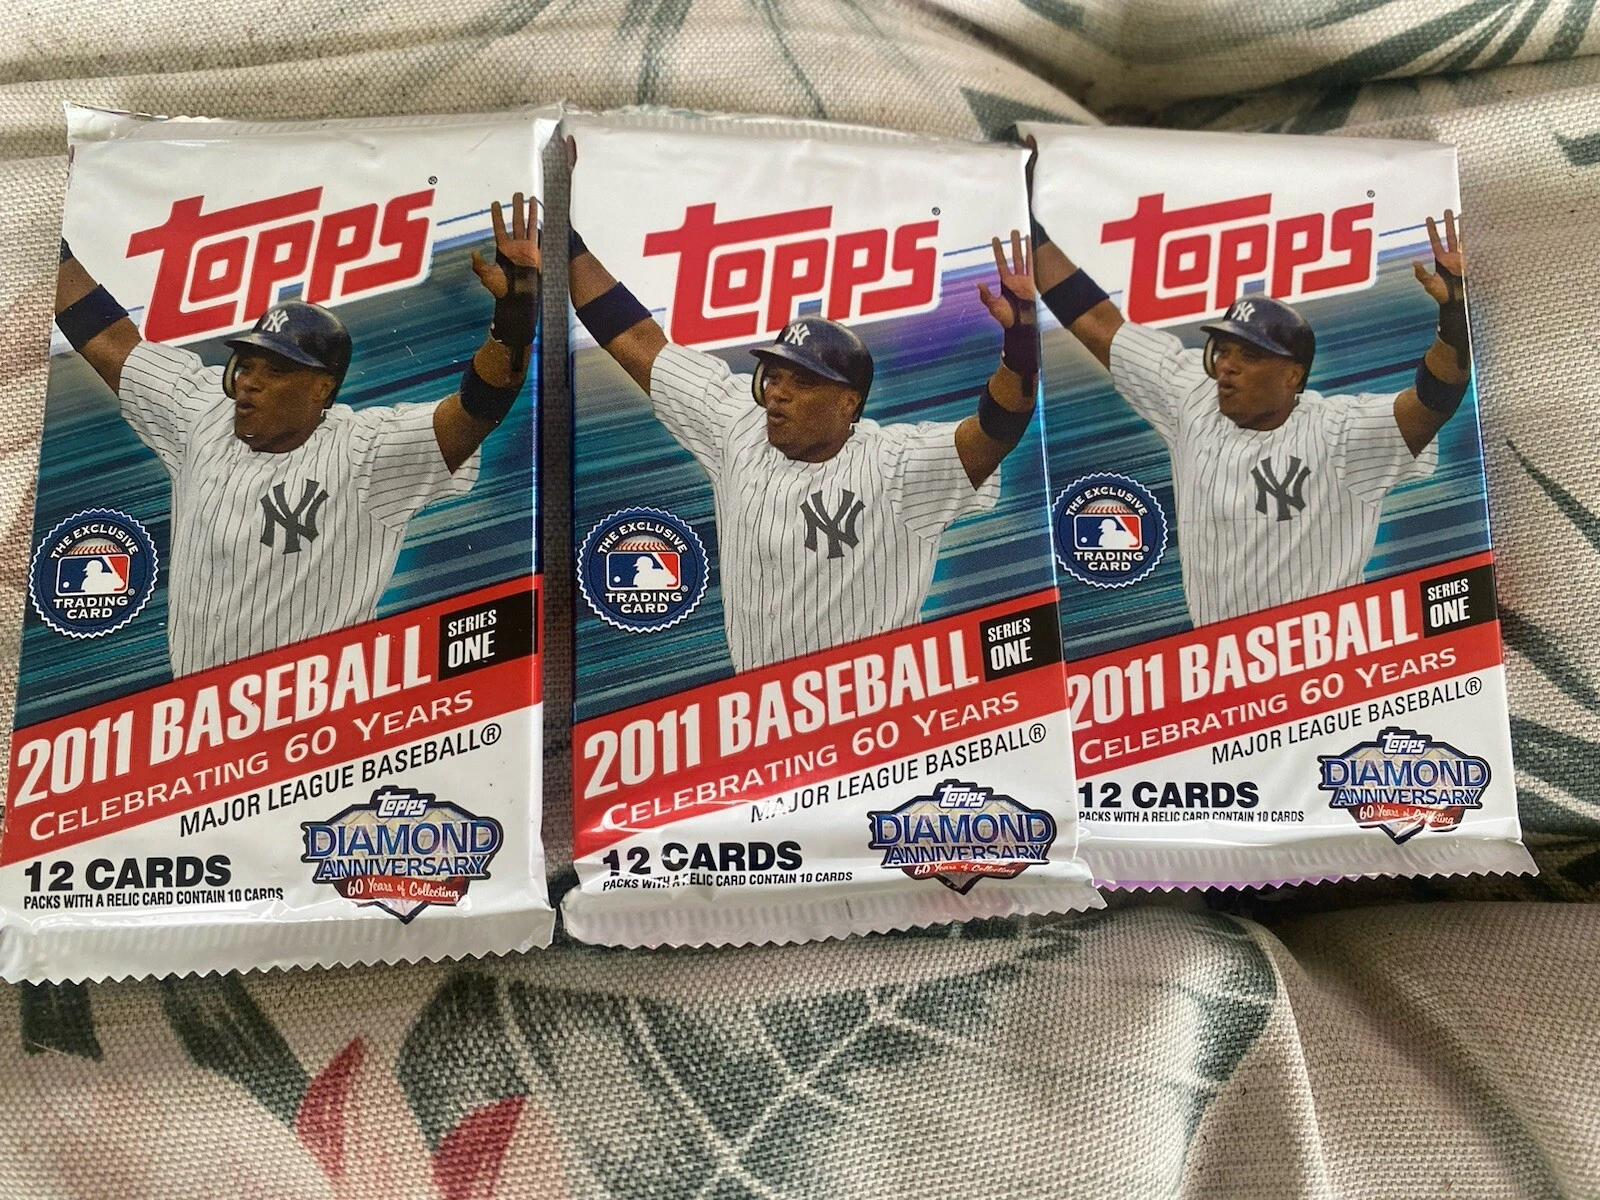 Topps®
NY
NY
THE EXCLUSIVE
TRADING
CARD®
SERIES
ONE
2011 BASEBALL
CELEBRATING 60 YEARS
MAJOR LEAGUE BASEBALL®
12 CARDS
PACKS WITH A RELIC CARD CONTAIN 10 CARDS
Topps
DIAMOND
ANNIVERSARY
60 Years of Collecting
Topps®
NY
NY
THE EXCLUSIVE
TRADING
CARD®
SERIES
ONE
2011 BASEBALL
CELEBRATING 60 YEARS
MAJOR LEAGUE BASEBALL®
12 CARDS
PACKS WITH A RELIC CARD CONTAIN 10 CARDS
Topps
DIAMOND
ANNIVERSARY
60 Years of Collecting
Topps®
NY
NY
THE EXCLUSIVE
TRADING
CARD®
SERIES
ONE
2011 BASEBALL
CELEBRATING 60 YEARS
MAJOR LEAGUE BASEBALL®
12 CARDS
PACKS WITH A RELIC CARD CONTAIN 10 CARDS
Topps
DIAMOND
ANNIVERSARY
60 Years of Collecting